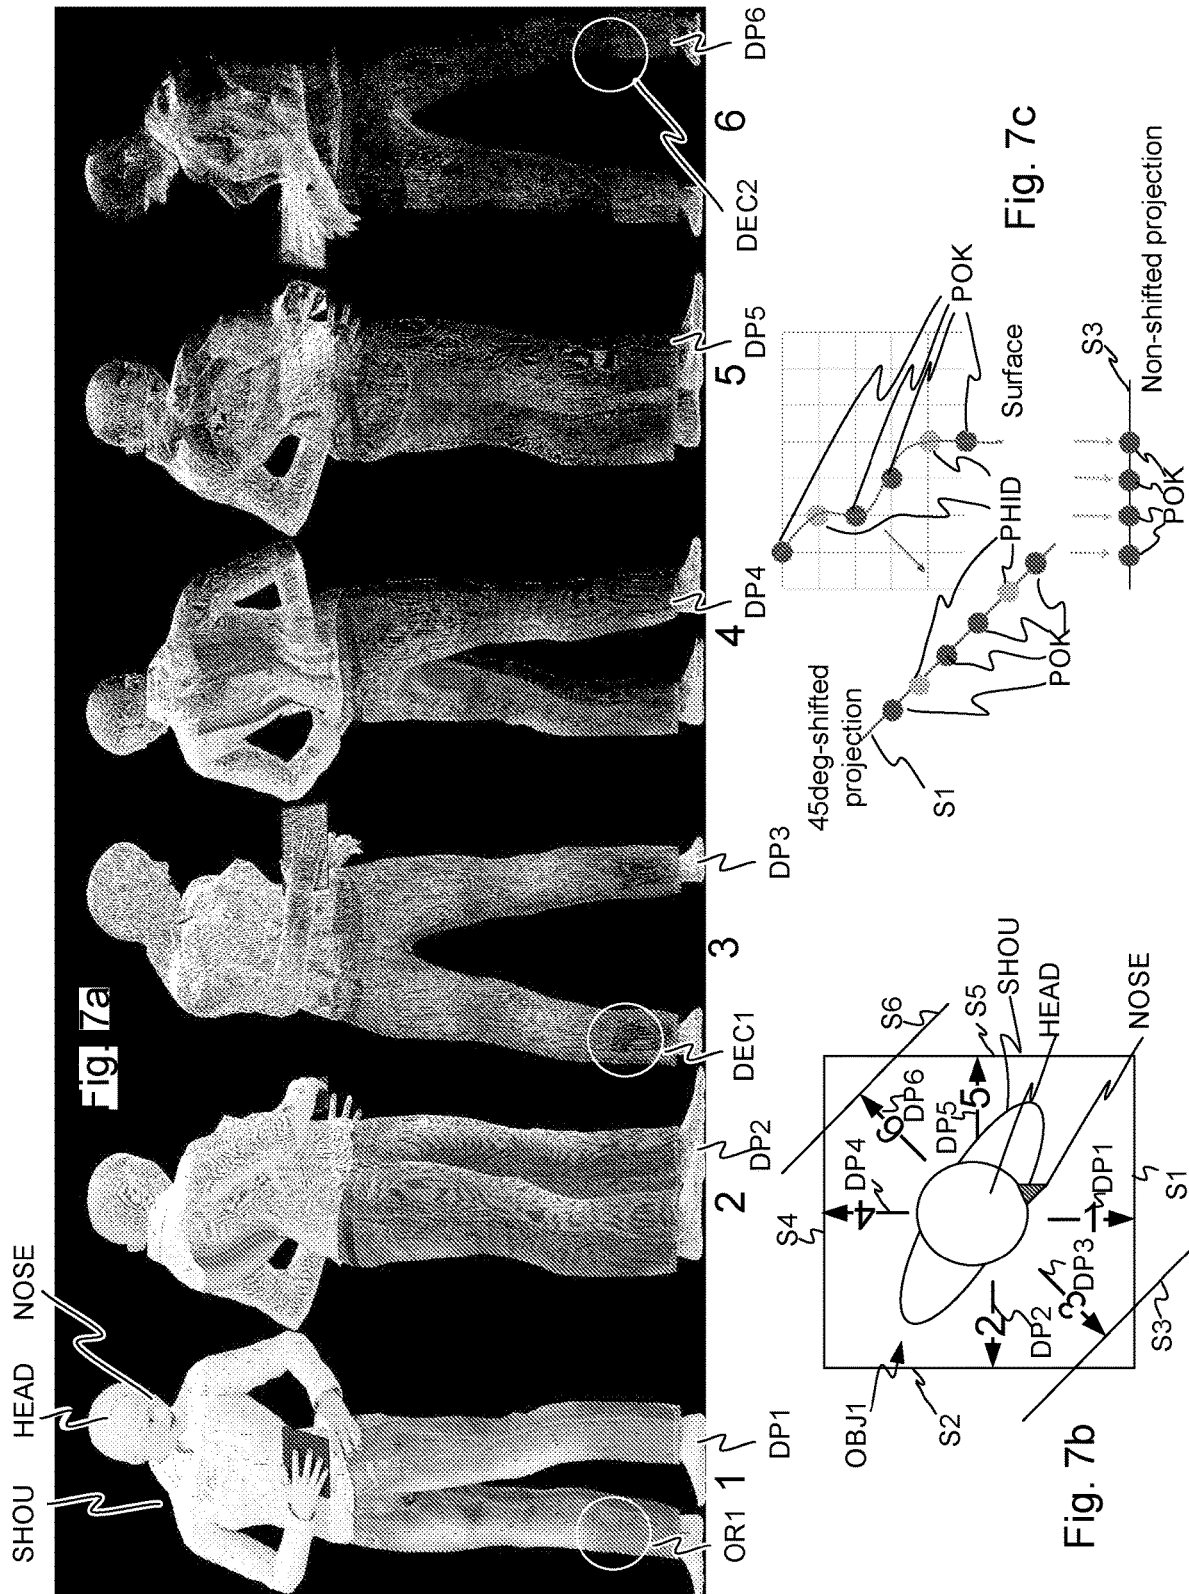 Fig. 7a
SHOU
HEAD
NOSE
OR1
DP1
1
DP2
2
DEC1
3
DP3
DP4
4
DP5
5
DEC2
6
DP6
Fig. 7b
OBJ1
S2
S4
DP4
4
S6
DP6
6
DP5
5
S5
SHOU
HEAD
NOSE
2
DP2
3
DP3
1
DP1
S3
S1
Fig. 7c
45deg-shifted
projection
S1
POK
PHID
POK
Surface
S3
POK
Non-shifted projection